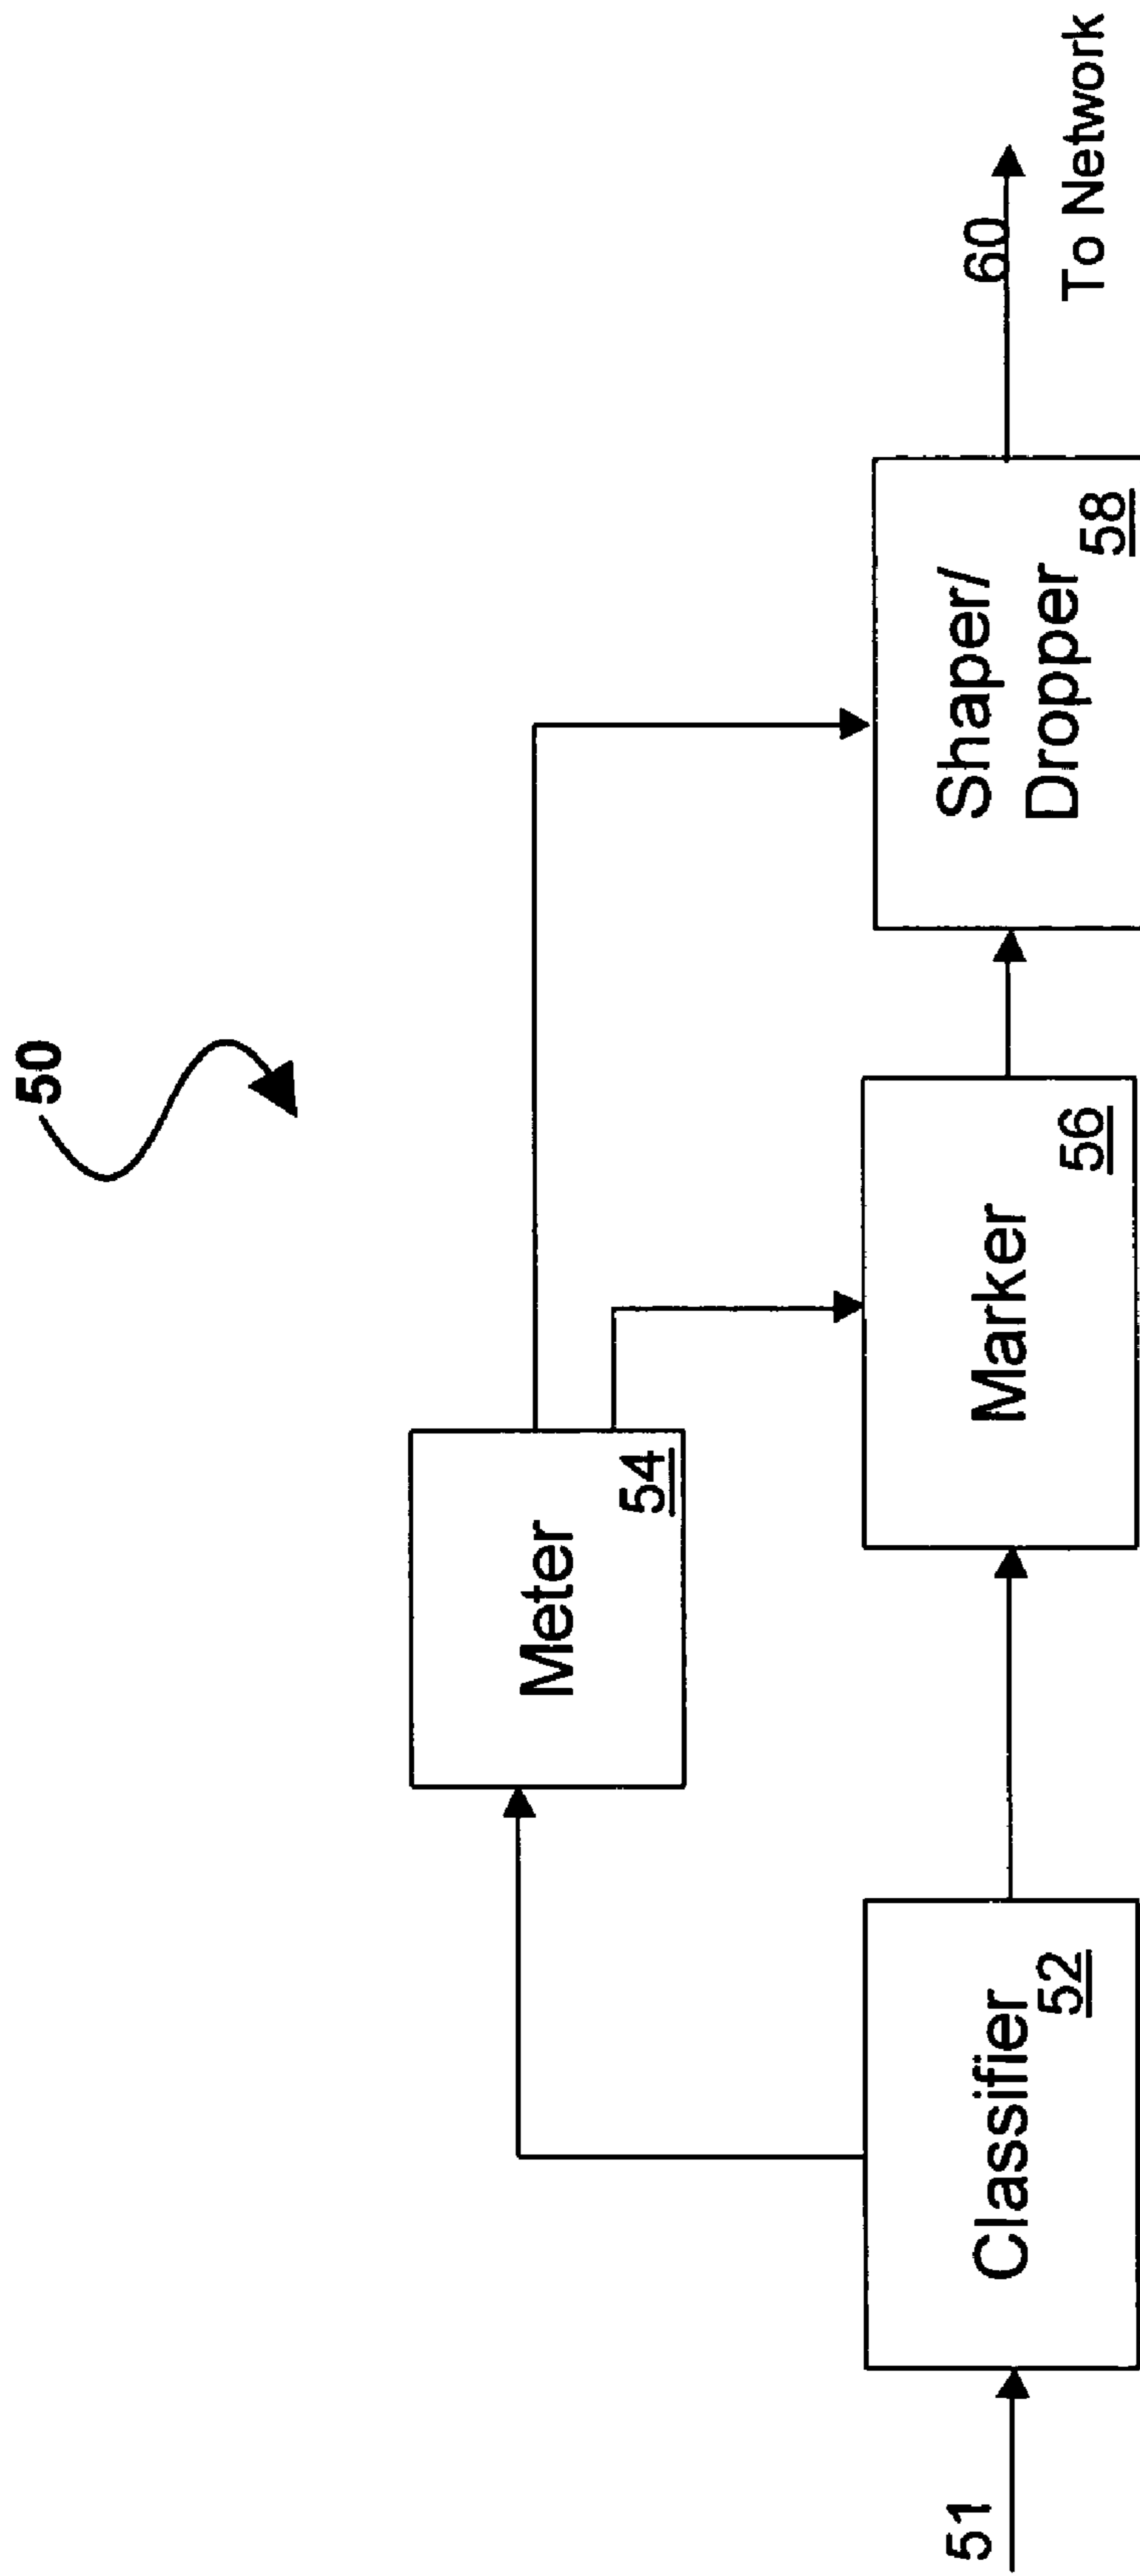 50
Meter
54
51
Classifier
52
Marker
56
Shaper/
Dropper
58
60
To Network